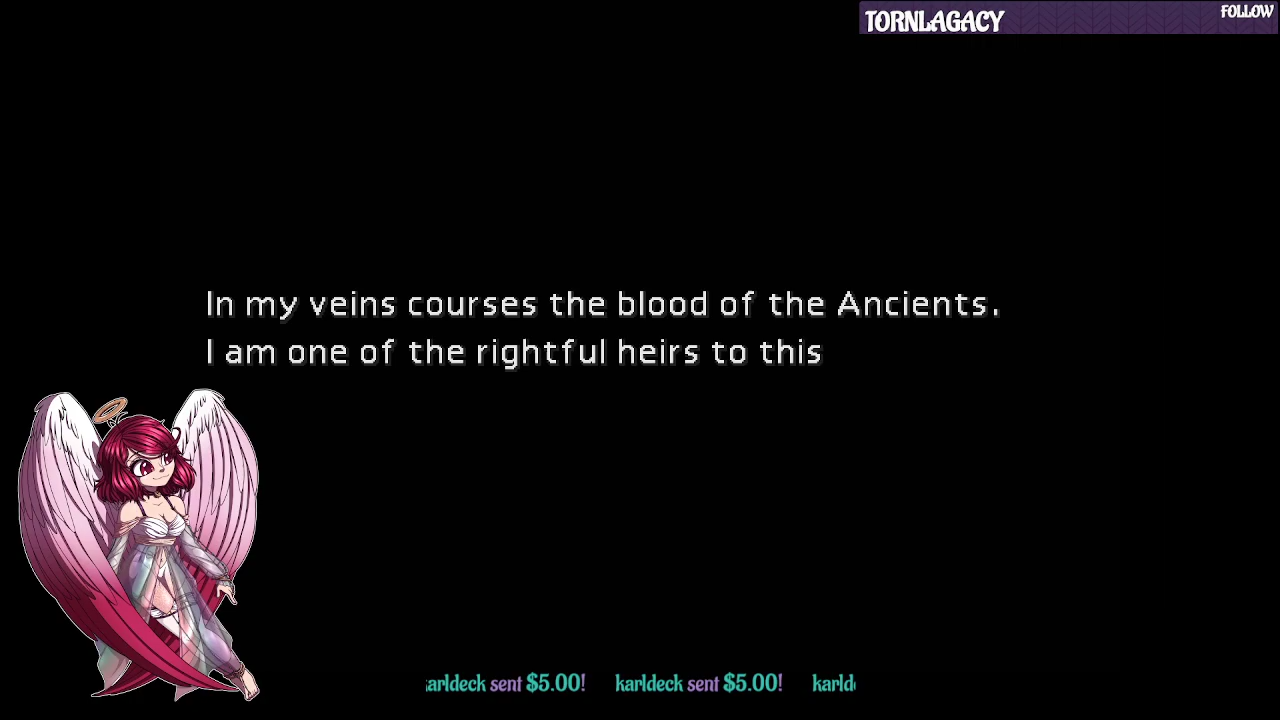 TORNLAGACY
FOLLOW
In my veins courses the blood of the Ancients.
I am one of the rightful heirs to this
karldeck sent $5.00! karldeck sent $5.00!